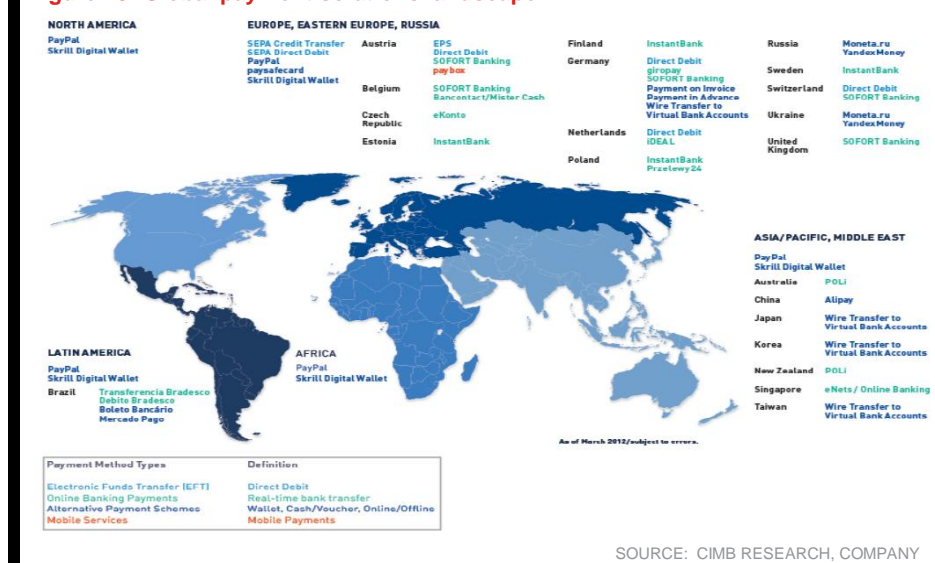 NORTH AMERICA
PayPal
Skrill Digital Wallet
EUROPE, EASTERN EUROPE, RUSSIA
SEPA Credit Transfer
SEPA Direct Debit
PayPal
paysafecard
Skrill Digital Wallet
Austria
EPS
Direct Debit
SOFORT Banking
paybox
Belgium
SOFORT Banking
Bancontact/Mister Cash
Czech
Republic
eKonto
Estonia
InstantBank
Finland
InstantBank
Germany
Direct Debit
giropay
SOFORT Banking
Payment on Invoice
Payment in Advance
Wire Transfer to
Virtual Bank Accounts
Netherlands
Direct Debit
iDEAL
Poland
InstantBank
Przelewy24
Russia
Moneta.ru
YandexMoney
Sweden
InstantBank
Switzerland
Direct Debit
SOFORT Banking
Ukraine
Moneta.ru
YandexMoney
United
Kingdom
SOFORT Banking
ASIA/PACIFIC, MIDDLE EAST
PayPal
Skrill Digital Wallet
Australia
POLi
China
Alipay
Japan
Wire Transfer to
Virtual Bank Accounts
Korea
Wire Transfer to
Virtual Bank Accounts
New Zealand
POLi
Singapore
eNets / Online Banking
Taiwan
Wire Transfer to
Virtual Bank Accounts
LATIN AMERICA
PayPal
Skrill Digital Wallet
Brazil
Transferencia Bradesco
Debito Bradesco
Boleto Bancário
Mercado Pago
AFRICA
PayPal
Skrill Digital Wallet
As of March 2012/subject to errors.
Payment Method Types Definition
Electronic Funds Transfer [EFT] Direct Debit
Online Banking Payments Real-time bank transfer
Alternative Payment Schemes Wallet, Cash/Voucher, Online/Offline
Mobile Services Mobile Payments
SOURCE: CIMB RESEARCH, COMPANY